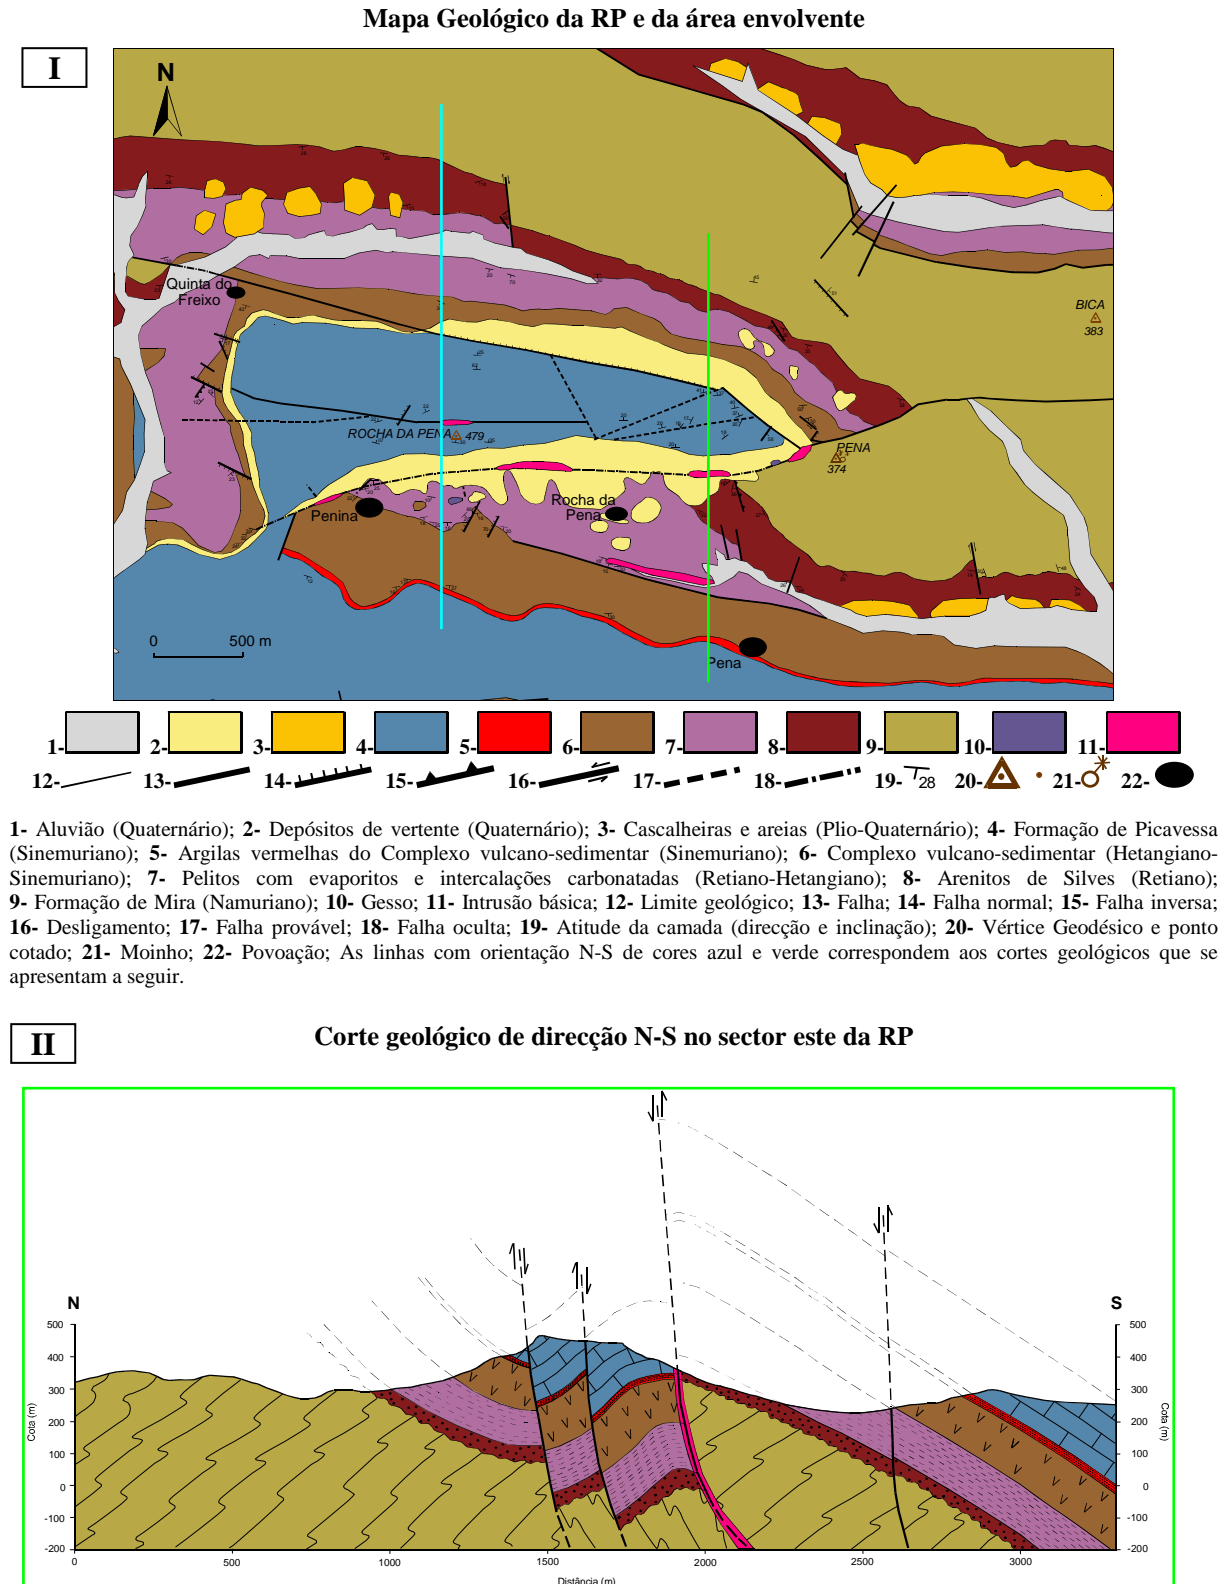 Mapa Geológico da RP e da área envolvente
I
N
Quinta do
Freixo
BICA
383
ROCHA DA PENA 479
PENA
374
Penina
Rocha da
Pena
0 500 m
Pena
1- 2- 3- 4- 5- 6- 7- 8- 9- 10- 11-
12- 13- 14- 15- 16- 17- 18- 19- 28 20- 21- 22-
1- Aluvião (Quaternário); 2- Depósitos de vertente (Quaternário); 3- Cascalheiras e areias (Plio-Quaternário); 4- Formação de Picavessa
(Sinemuriano); 5- Argilas vermelhas do Complexo vulcano-sedimentar (Sinemuriano); 6- Complexo vulcano-sedimentar (Hetangiano-
Sinemuriano); 7- Pelitos com evaporitos e intercalações carbonatadas (Retiano-Hetangiano); 8- Arenitos de Silves (Retiano);
9- Formação de Mira (Namuriano); 10- Gesso; 11- Intrusão básica; 12- Limite geológico; 13- Falha; 14- Falha normal; 15- Falha inversa;
16- Desligamento; 17- Falha provável; 18- Falha oculta; 19- Atitude da camada (direcção e inclinação); 20- Vértice Geodésico e ponto
cotado; 21- Moinho; 22- Povoação; As linhas com orientação N-S de cores azul e verde correspondem aos cortes geológicos que se
apresentam a seguir.
II
Corte geológico de direcção N-S no sector este da RP
N
S
500
400
300
200
100
0
-100
-200
Cota (m)
500
400
300
200
100
0
-100
-200
Cota (m)
0 500 1000 1500 2000 2500 3000
Distância (m)